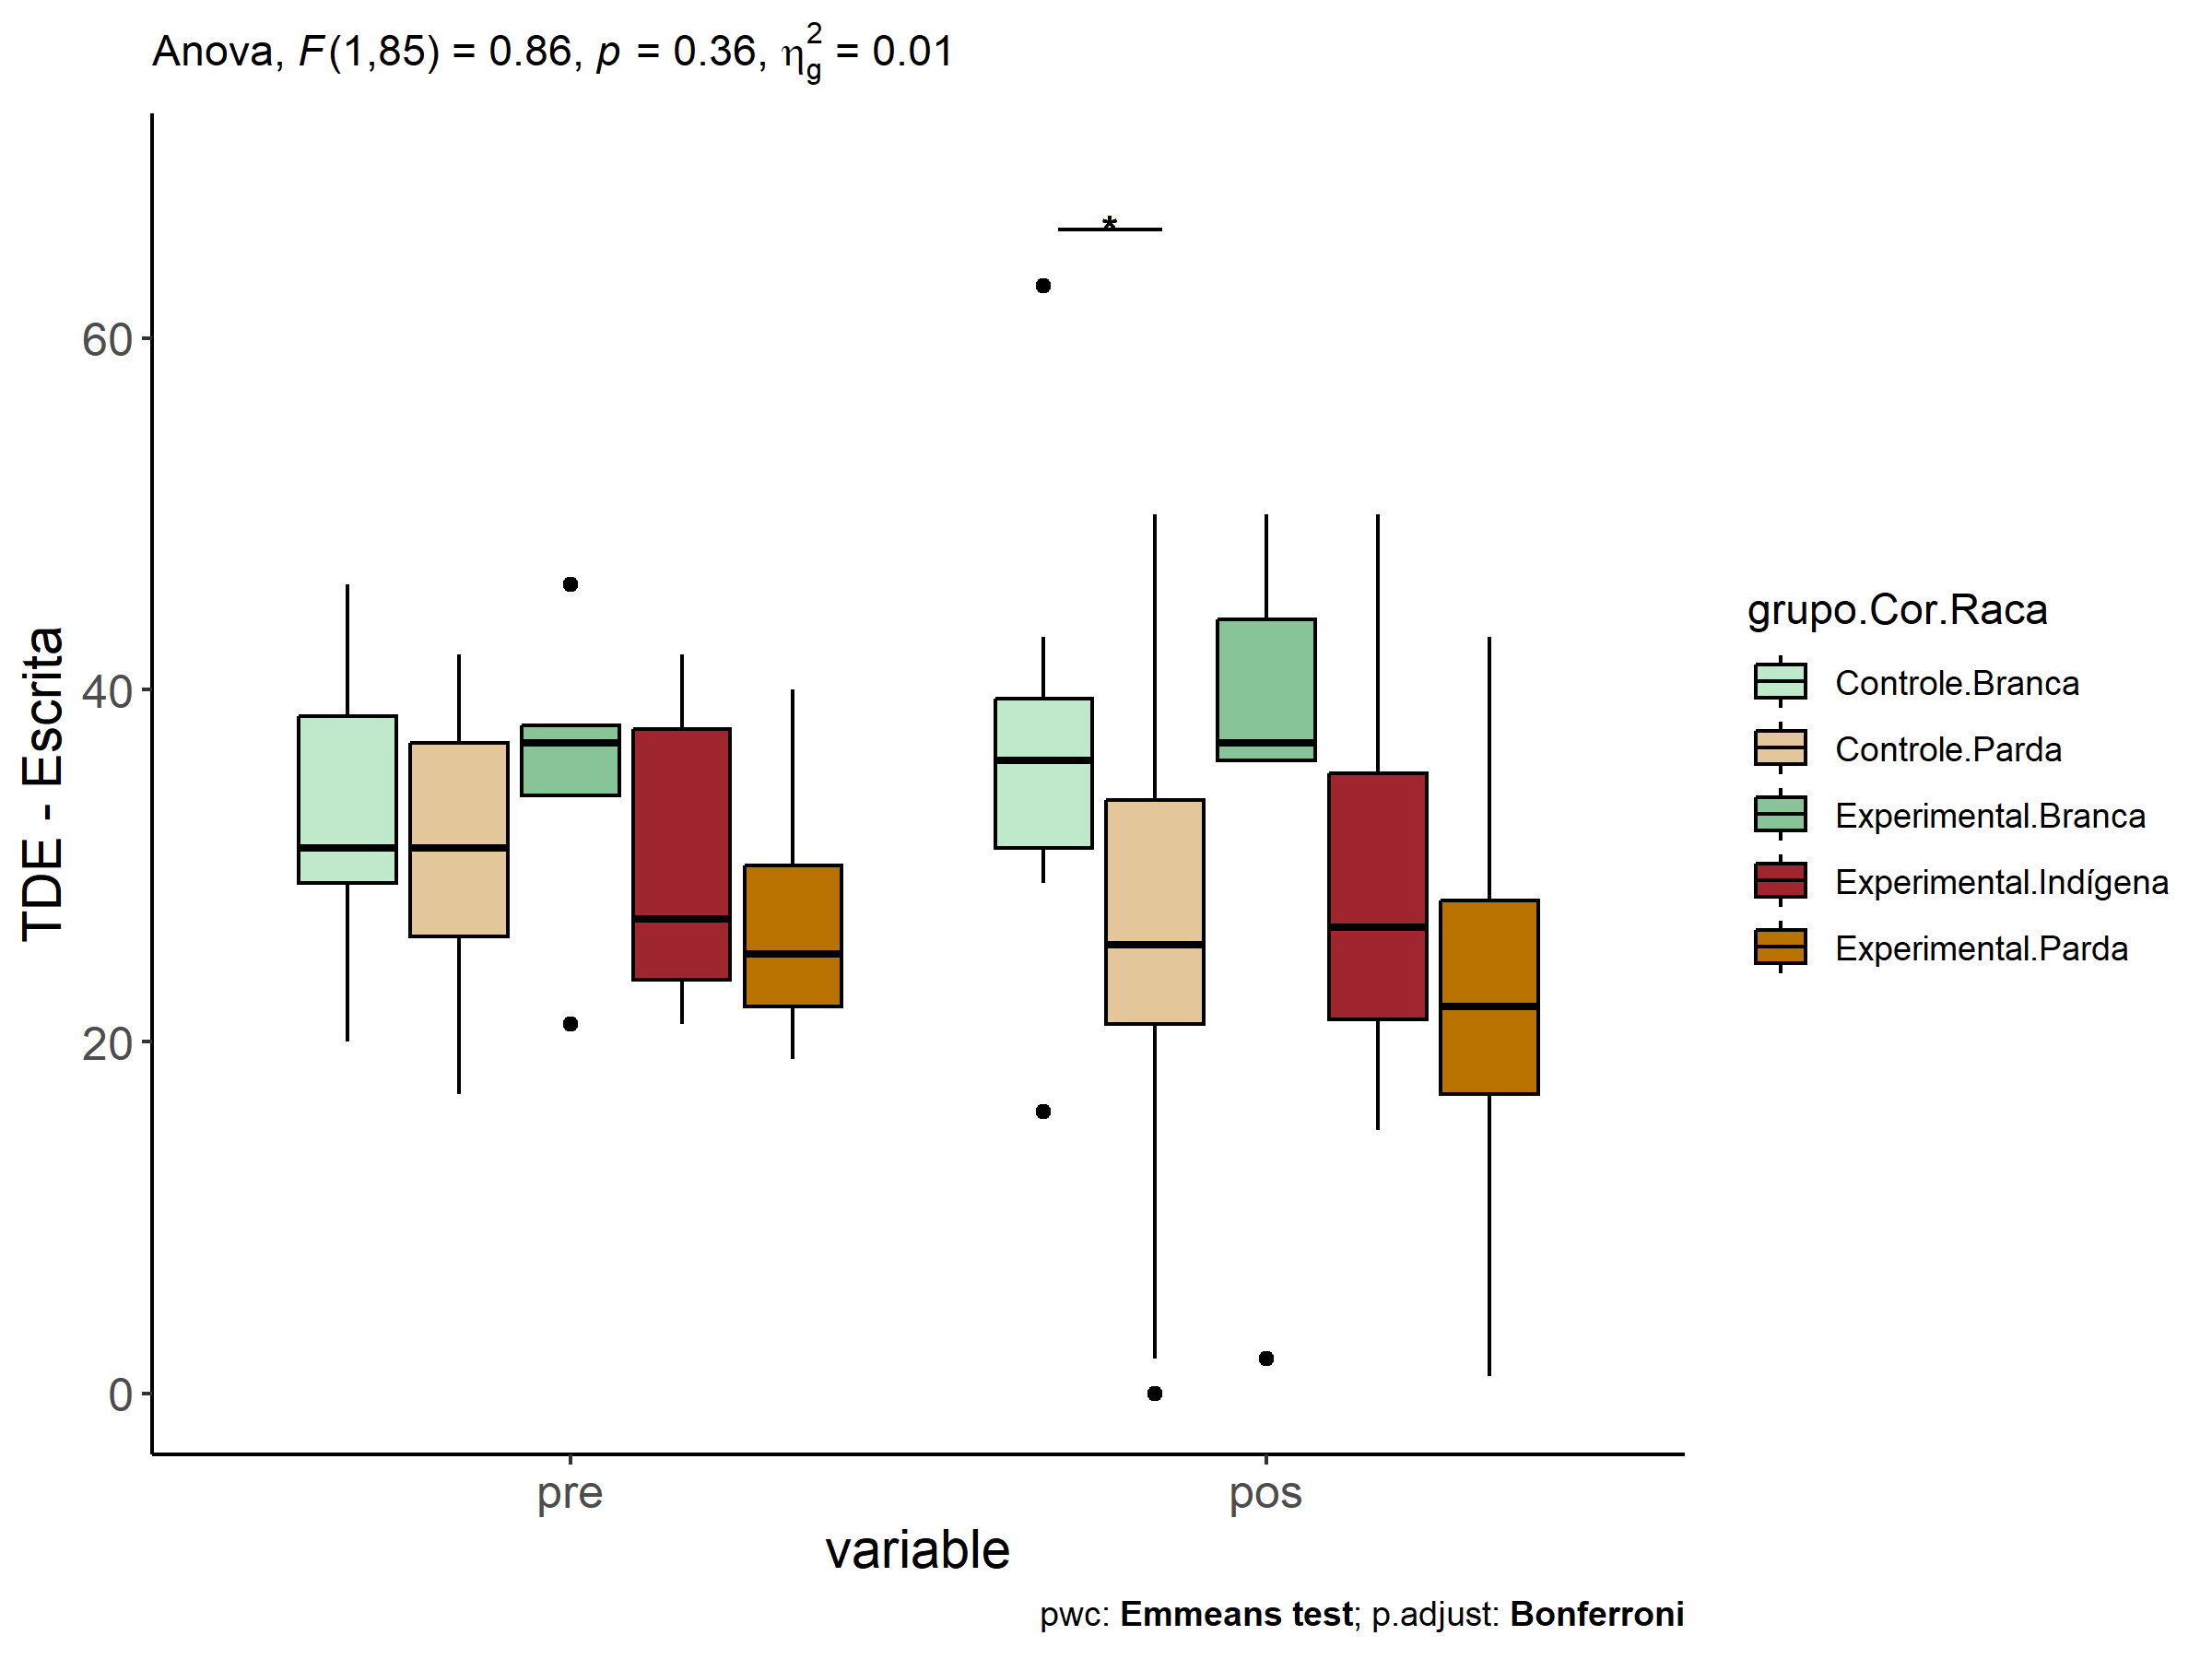 Anova, F(1,85) = 0.86, p = 0.36, η²g = 0.01
*
60
40
20
0
TDE - Escrita
pre
pos
variable
grupo.Cor.Raca
Controle.Branca
Controle.Parda
Experimental.Branca
Experimental.Indígena
Experimental.Parda
pwc: Emmeans test; p.adjust: Bonferroni